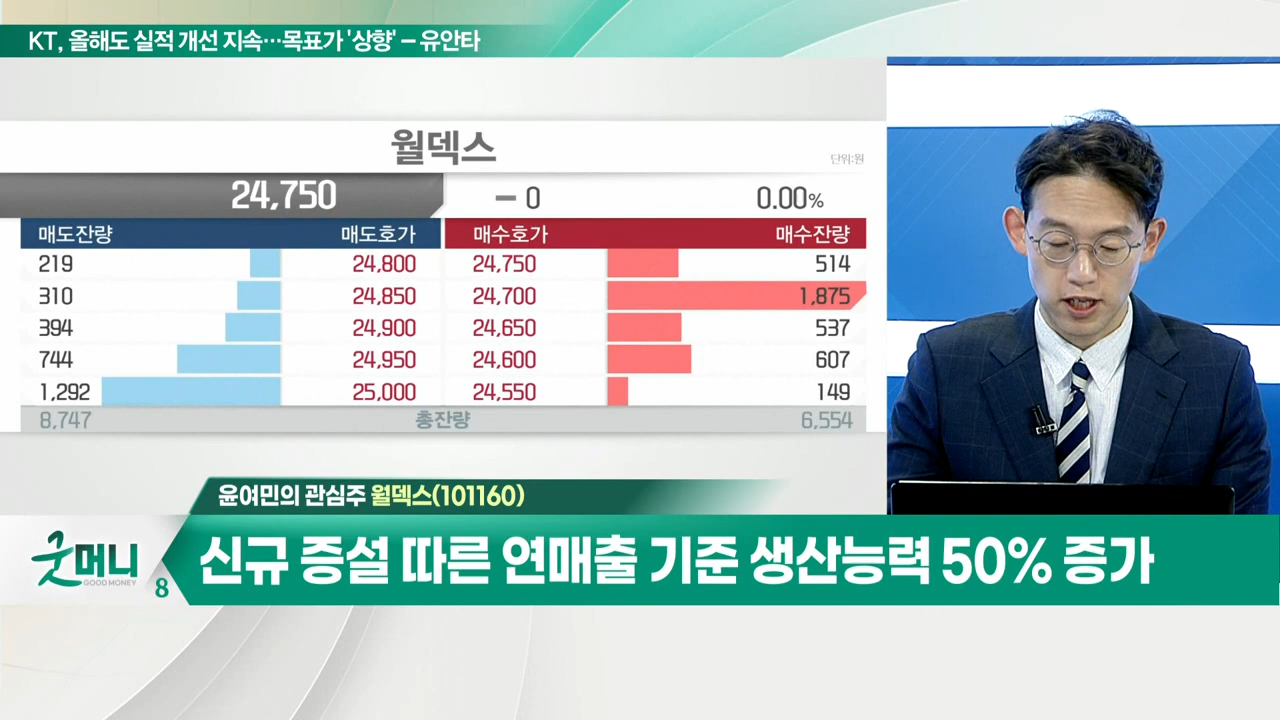 KT, 올해도 실적 개선 지속…목표가 '상향' – 유안타
월덱스
단위:원
24,750 – 0 0.00%
매도잔량 매도호가 매수호가 매수잔량
219 24,800 24,750 514
310 24,850 24,700 1,875
394 24,900 24,650 537
744 24,950 24,600 607
1,292 25,000 24,550 149
8,747 총잔량 6,554
윤여민의 관심주 월덱스(101160)
굿머니
GOOD MONEY
8
신규 증설 따른 연매출 기준 생산능력 50% 증가